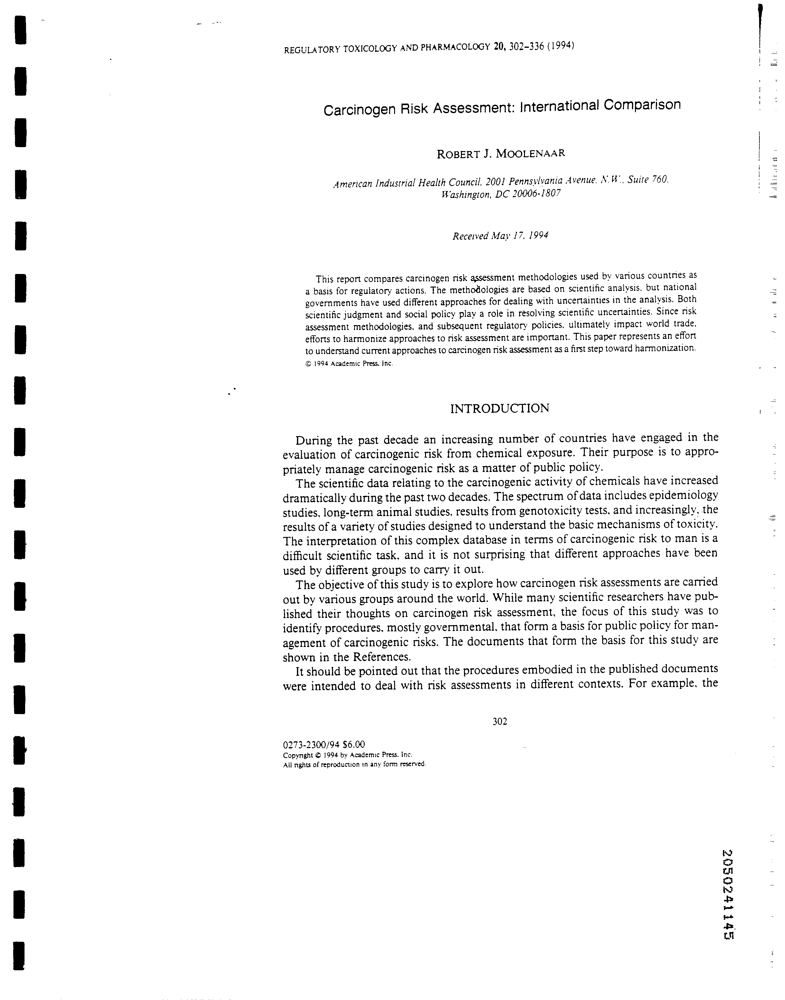 REGULATORY TOXICOLOGY AND PHARMACOLOGY 20, 302–336 (1994)
Carcinogen Risk Assessment: International Comparison
ROBERT J. MOOLENAAR
American Industrial Health Council, 2001 Pennsylvania Avenue, N.W., Suite 760,
Washington, DC 20006-1807
Received May 17, 1994
This report compares carcinogen risk assessment methodologies used by various countries as
a basis for regulatory actions. The methodologies are based on scientific analysis, but national
governments have used different approaches for dealing with uncertainties in the analysis. Both
scientific judgment and social policy play a role in resolving scientific uncertainties. Since risk
assessment methodologies, and subsequent regulatory policies, ultimately impact world trade,
efforts to harmonize approaches to risk assessment are important. This paper represents an effort
to understand current approaches to carcinogen risk assessment as a first step toward harmonization.
© 1994 Academic Press, Inc.
INTRODUCTION
During the past decade an increasing number of countries have engaged in the
evaluation of carcinogenic risk from chemical exposure. Their purpose is to appro-
priately manage carcinogenic risk as a matter of public policy.
The scientific data relating to the carcinogenic activity of chemicals have increased
dramatically during the past two decades. The spectrum of data includes epidemiology
studies, long-term animal studies, results from genotoxicity tests, and increasingly, the
results of a variety of studies designed to understand the basic mechanisms of toxicity.
The interpretation of this complex database in terms of carcinogenic risk to man is a
difficult scientific task, and it is not surprising that different approaches have been
used by different groups to carry it out.
The objective of this study is to explore how carcinogen risk assessments are carried
out by various groups around the world. While many scientific researchers have pub-
lished their thoughts on carcinogen risk assessment, the focus of this study was to
identify procedures, mostly governmental, that form a basis for public policy for man-
agement of carcinogenic risks. The documents that form the basis for this study are
shown in the References.
It should be pointed out that the procedures embodied in the published documents
were intended to deal with risk assessments in different contexts. For example, the
302
0273-2300/94 $6.00
Copyright © 1994 by Academic Press, Inc.
All rights of reproduction in any form reserved.
2050241145